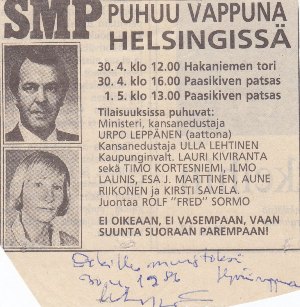 SMP PUHUU VAPPUNA
HELSINGISSÄ
30. 4. klo 12.00 Hakaniemen tori
30. 4. klo 16.00 Paasikiven patsas
1. 5. klo 13.00 Paasikiven patsas
Tilaisuuksissa puhuvat:
Ministeri, kansanedustaja
URPO LEPPÄNEN (aattona)
Kansanedustaja ULLA LEHTINEN
Kaupunginvalt. LAURI KIVIRANTA
sekä TIMO KORTESNIEMI, ILMO
LAUNIS, ESA J. MARTTINEN, AUNE
RIIKONEN ja KIRSTI SAVELA.
Juontaa ROLF "FRED" SORMO
EI OIKEAAN, EI VASEMPAAN, VAAN
SUUNTA SUORAAN PAREMPAAN!
1986